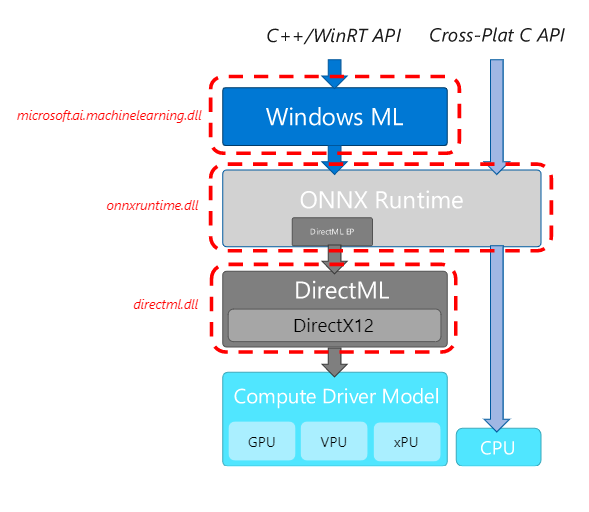 C++/WinRT API
Cross-Plat C API
microsoft.ai.machinelearning.dll
Windows ML
onnxruntime.dll
ONNX Runtime
DirectML EP
directml.dll
DirectML
DirectX12
Compute Driver Model
GPU
VPU
xPU
CPU